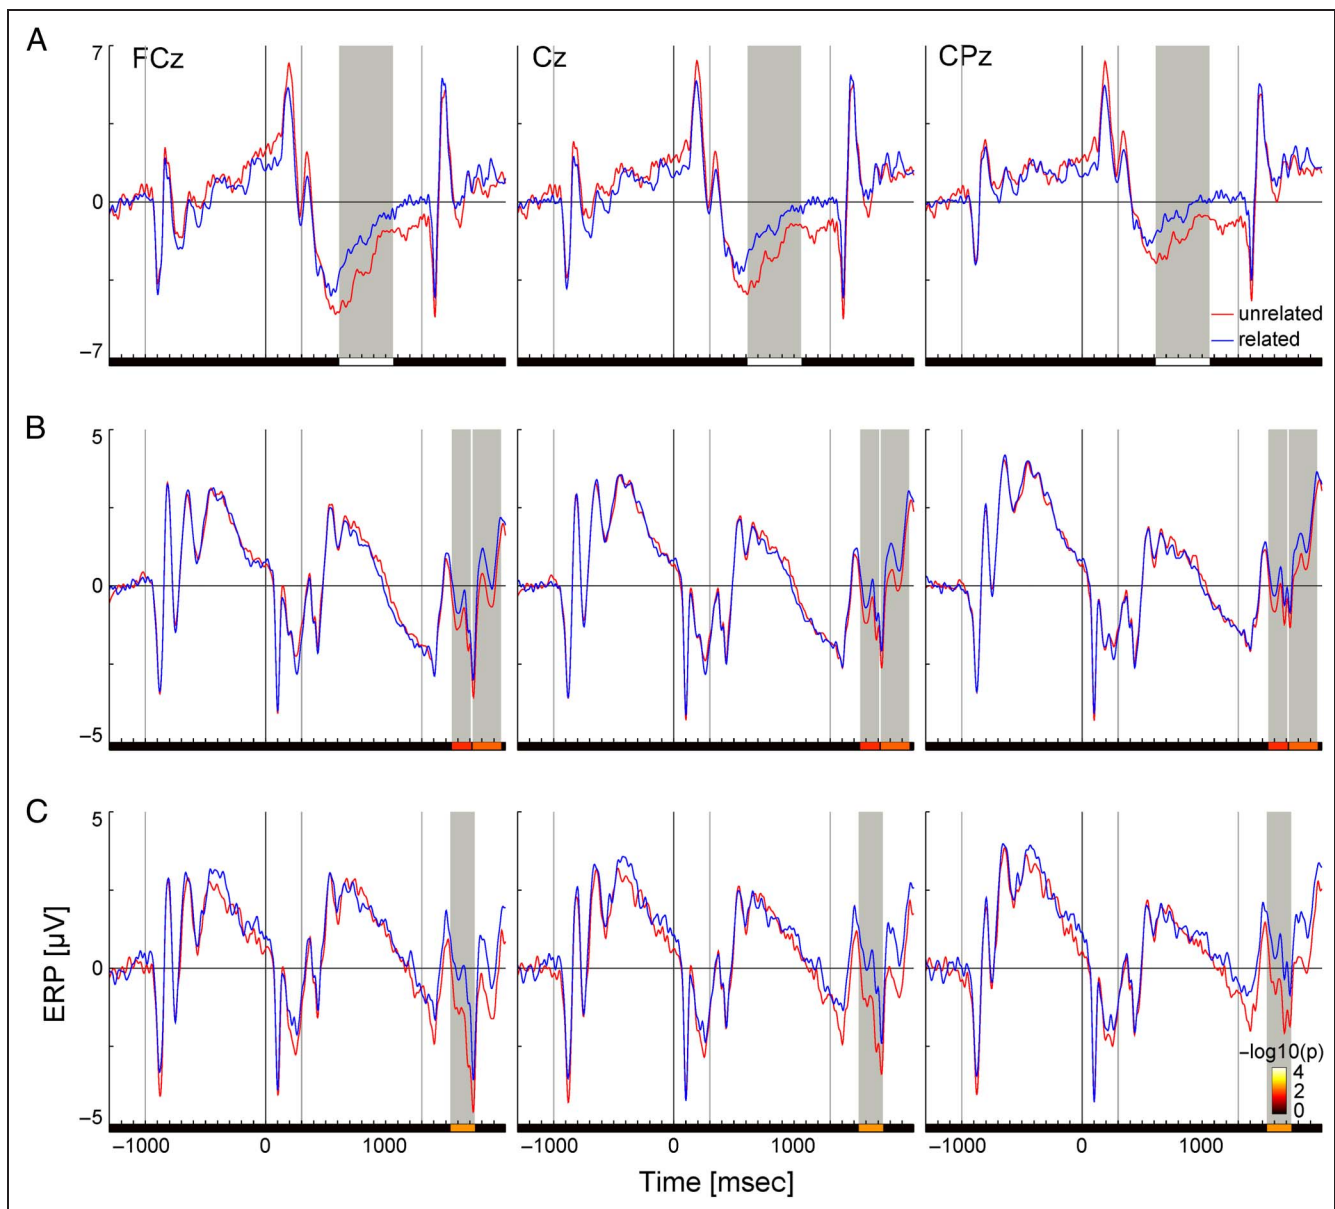 A
7
FCz
Cz
CPz
0
−7
unrelated
related
B
5
0
−5
C
5
0
−5
ERP [µV]
−log10(p)
4
2
0
−1000 0 1000 −1000 0 1000 −1000 0 1000
Time [msec]